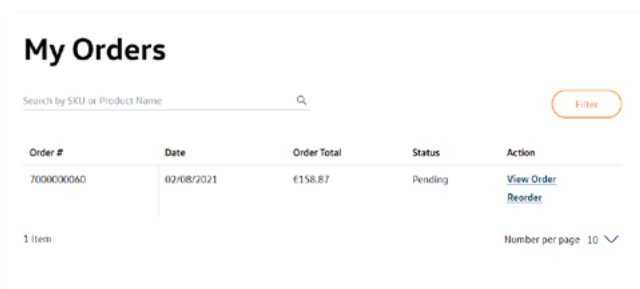 My Orders
Search by SKU or Product Name
Filter
Order # Date Order Total Status Action
7000000060 02/08/2021 €158.87 Pending View Order
Reorder
1 Item Number per page 10